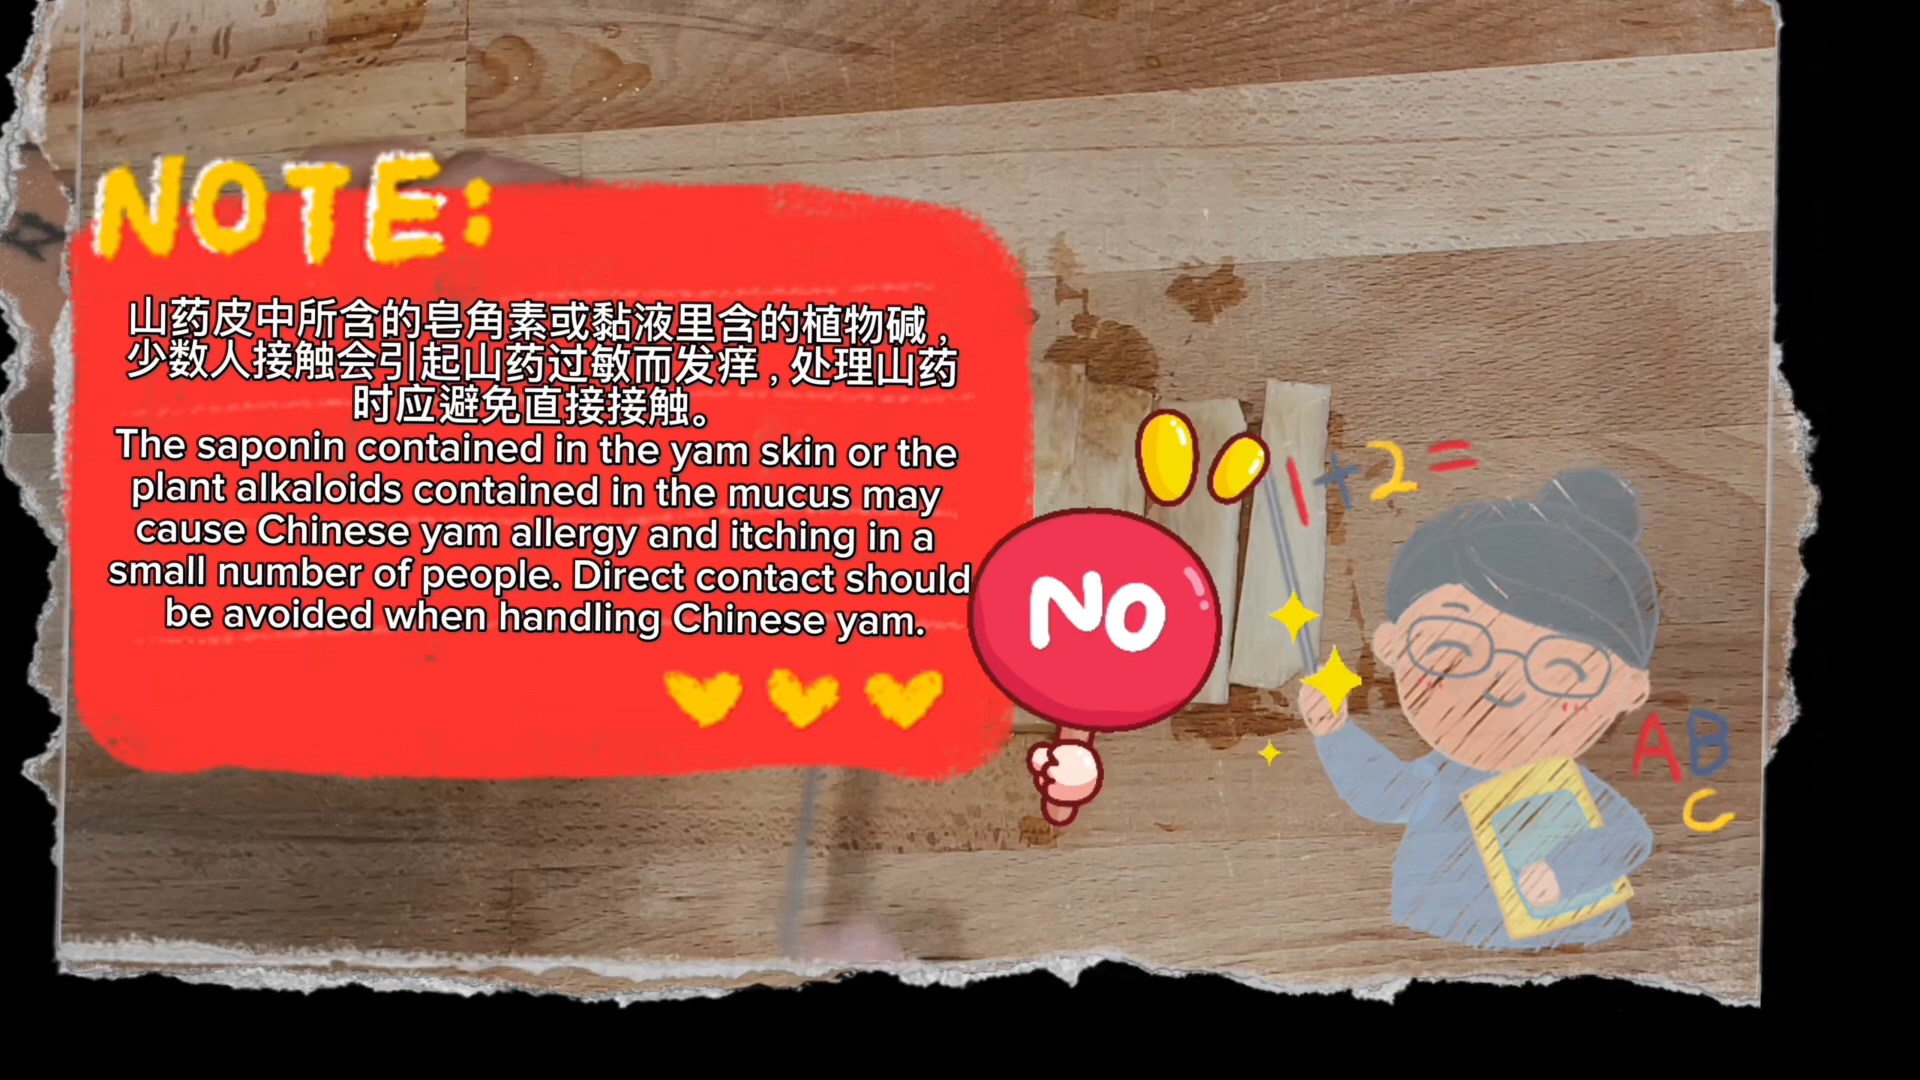 NOTE:
山药皮中所含的皂角素或黏液里含的植物碱,
少数人接触会引起山药过敏而发痒,处理山药
时应避免直接接触。
The saponin contained in the yam skin or the
plant alkaloids contained in the mucus may
cause Chinese yam allergy and itching in a
small number of people. Direct contact should
be avoided when handling Chinese yam.
NO
1+2=
AB
C